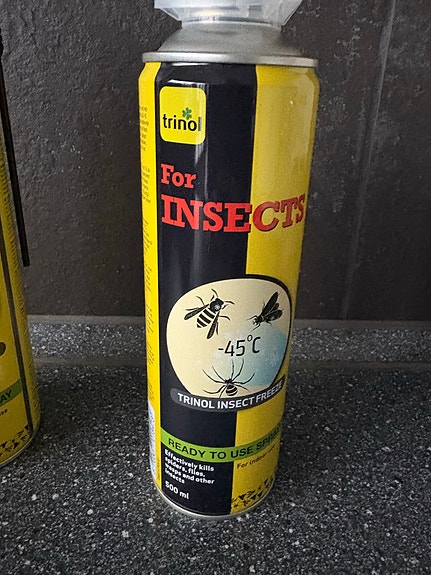 trinol
For
INSECTS
-45°C
TRINOL INSECT FREEZE
READY TO USE SPRAY
For indoor
Effectively kills
spiders, flies,
wasps and other
insects
500 ml
AY